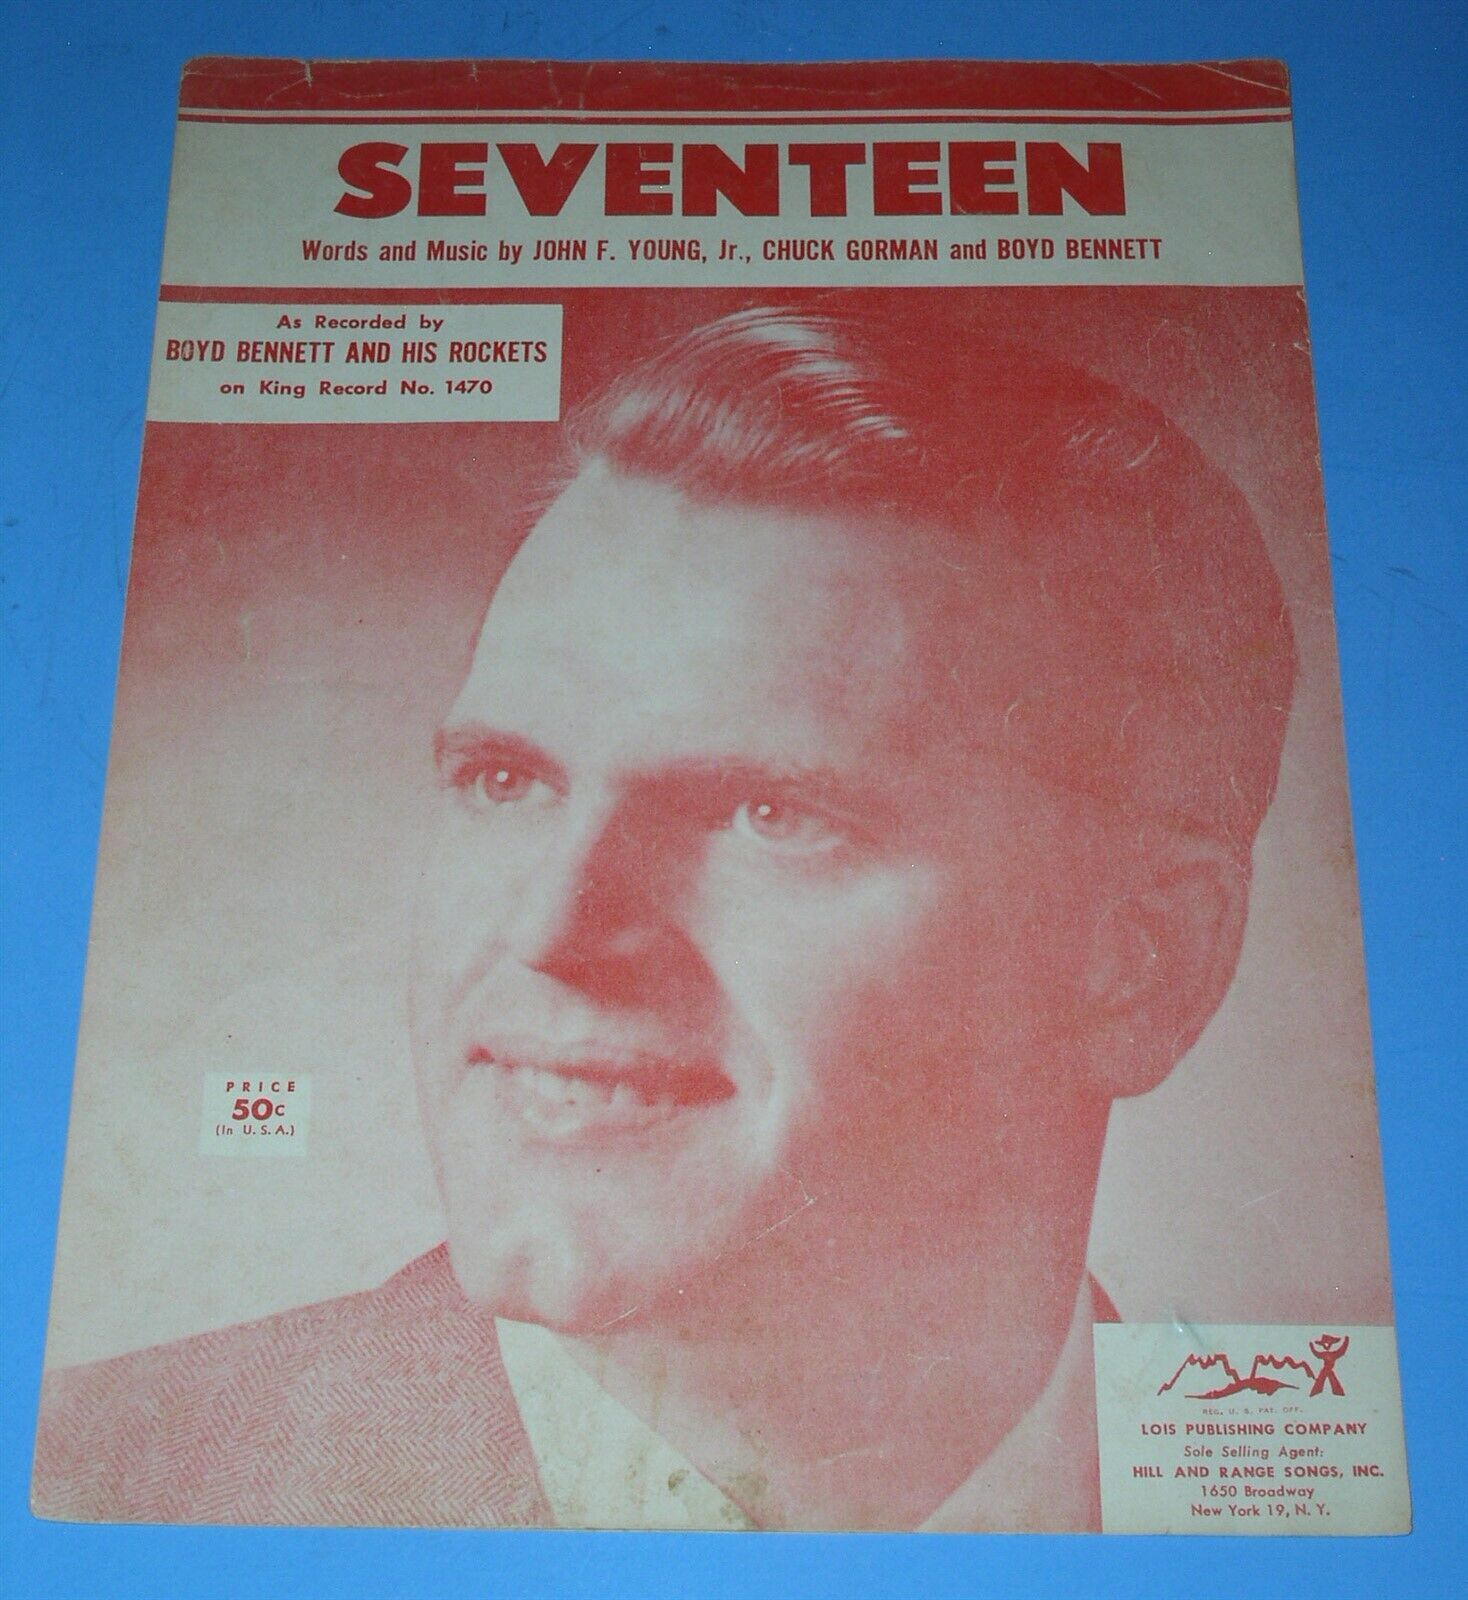 SEVENTEEN
Words and Music by JOHN F. YOUNG, Jr., CHUCK GORMAN and BOYD BENNETT
As Recorded by
BOYD BENNETT AND HIS ROCKETS
on King Record No. 1470
PRICE
50c
(In U. S. A.)
REG. U. S. PAT. OFF.
LOIS PUBLISHING COMPANY
Sole Selling Agent:
HILL AND RANGE SONGS, INC.
1650 Broadway
New York 19, N. Y.